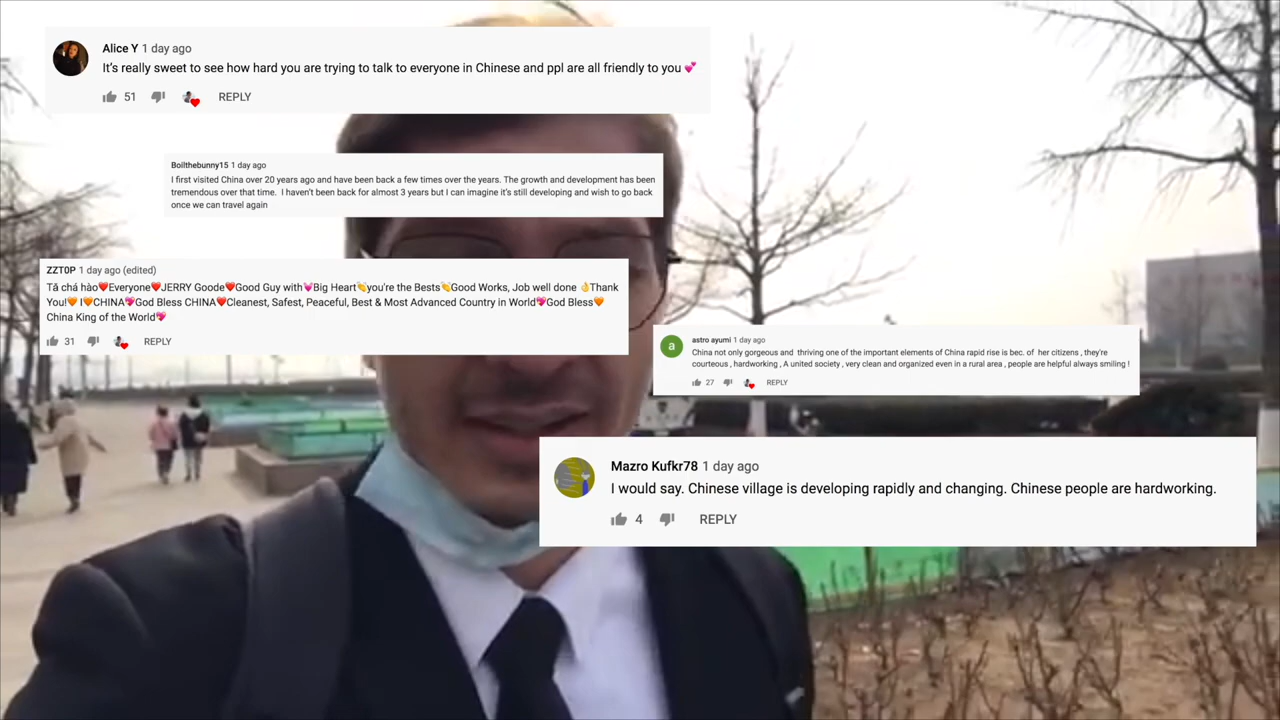 Alice Y 1 day ago
It's really sweet to see how hard you are trying to talk to everyone in Chinese and ppl are all friendly to you 💕
51 REPLY
Boilthebunny15 1 day ago
I first visited China over 20 years ago and have been back a few times over the years. The growth and development has been
tremendous over that time. I haven't been back for almost 3 years but I can imagine it's still developing and wish to go back
once we can travel again
ZZT0P 1 day ago (edited)
Tā chá hào❤️Everyone❤️JERRY Goode❤️Good Guy with💓Big Heart👏you're the Bests👏Good Works, Job well done 👌Thank
You!🧡 I🧡CHINA💖God Bless CHINA❤️Cleanest, Safest, Peaceful, Best & Most Advanced Country in World💖God Bless🧡
China King of the World💖
31 REPLY
a
astro ayumi 1 day ago
China not only gorgeous and thriving one of the important elements of China rapid rise is bec. of her citizens , they're
courteous , hardworking , A united society , very clean and organized even in a rural area , people are helpful always smiling !
27 REPLY
Mazro Kufkr78 1 day ago
I would say. Chinese village is developing rapidly and changing. Chinese people are hardworking.
4 REPLY